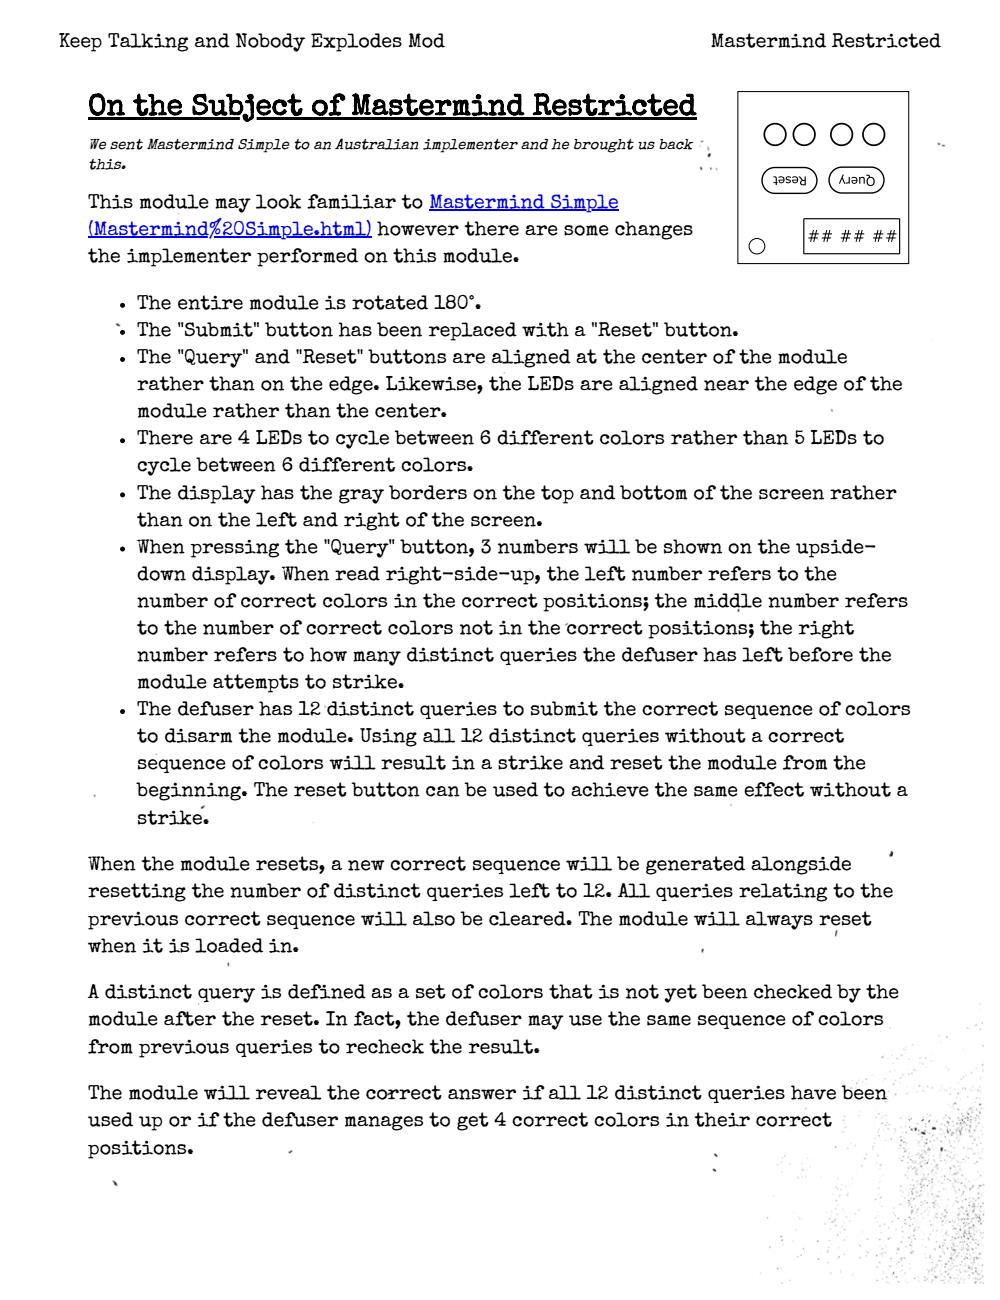 Keep Talking and Nobody Explodes Mod
Mastermind Restricted
On the Subject of Mastermind Restricted
We sent Mastermind Simple to an Australian implementer and he brought us back
this.
This module may look familiar to Mastermind Simple
(Mastermind%20Simple.html) however there are some changes
the implementer performed on this module.
Reset
Query
## ## ##
• The entire module is rotated 180°.
• The "Submit" button has been replaced with a "Reset" button.
• The "Query" and "Reset" buttons are aligned at the center of the module
rather than on the edge. Likewise, the LEDs are aligned near the edge of the
module rather than the center.
• There are 4 LEDs to cycle between 6 different colors rather than 5 LEDs to
cycle between 6 different colors.
• The display has the gray borders on the top and bottom of the screen rather
than on the left and right of the screen.
• When pressing the "Query" button, 3 numbers will be shown on the upside-
down display. When read right-side-up, the left number refers to the
number of correct colors in the correct positions; the middle number refers
to the number of correct colors not in the correct positions; the right
number refers to how many distinct queries the defuser has left before the
module attempts to strike.
• The defuser has 12 distinct queries to submit the correct sequence of colors
to disarm the module. Using all 12 distinct queries without a correct
sequence of colors will result in a strike and reset the module from the
beginning. The reset button can be used to achieve the same effect without a
strike.
When the module resets, a new correct sequence will be generated alongside
resetting the number of distinct queries left to 12. All queries relating to the
previous correct sequence will also be cleared. The module will always reset
when it is loaded in.
A distinct query is defined as a set of colors that is not yet been checked by the
module after the reset. In fact, the defuser may use the same sequence of colors
from previous queries to recheck the result.
The module will reveal the correct answer if all 12 distinct queries have been
used up or if the defuser manages to get 4 correct colors in their correct
positions.